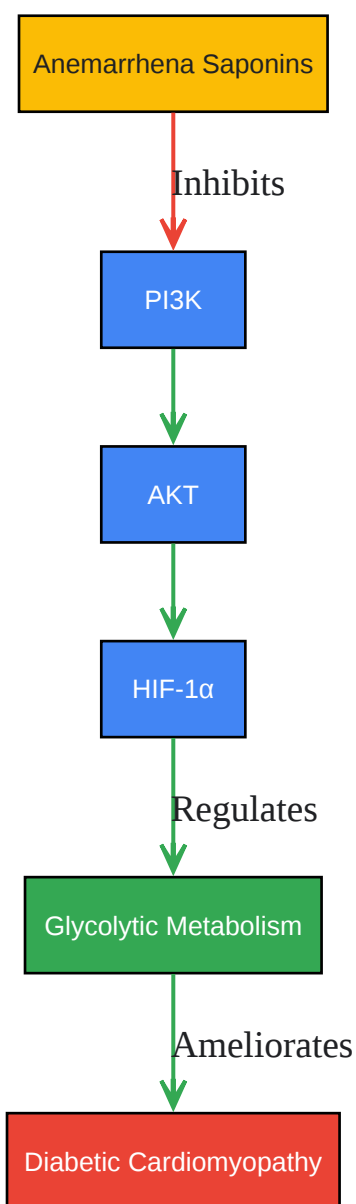 Anemarrhena Saponins
Inhibits
PI3K
AKT
HIF-1α
Regulates
Glycolytic Metabolism
Ameliorates
Diabetic Cardiomyopathy